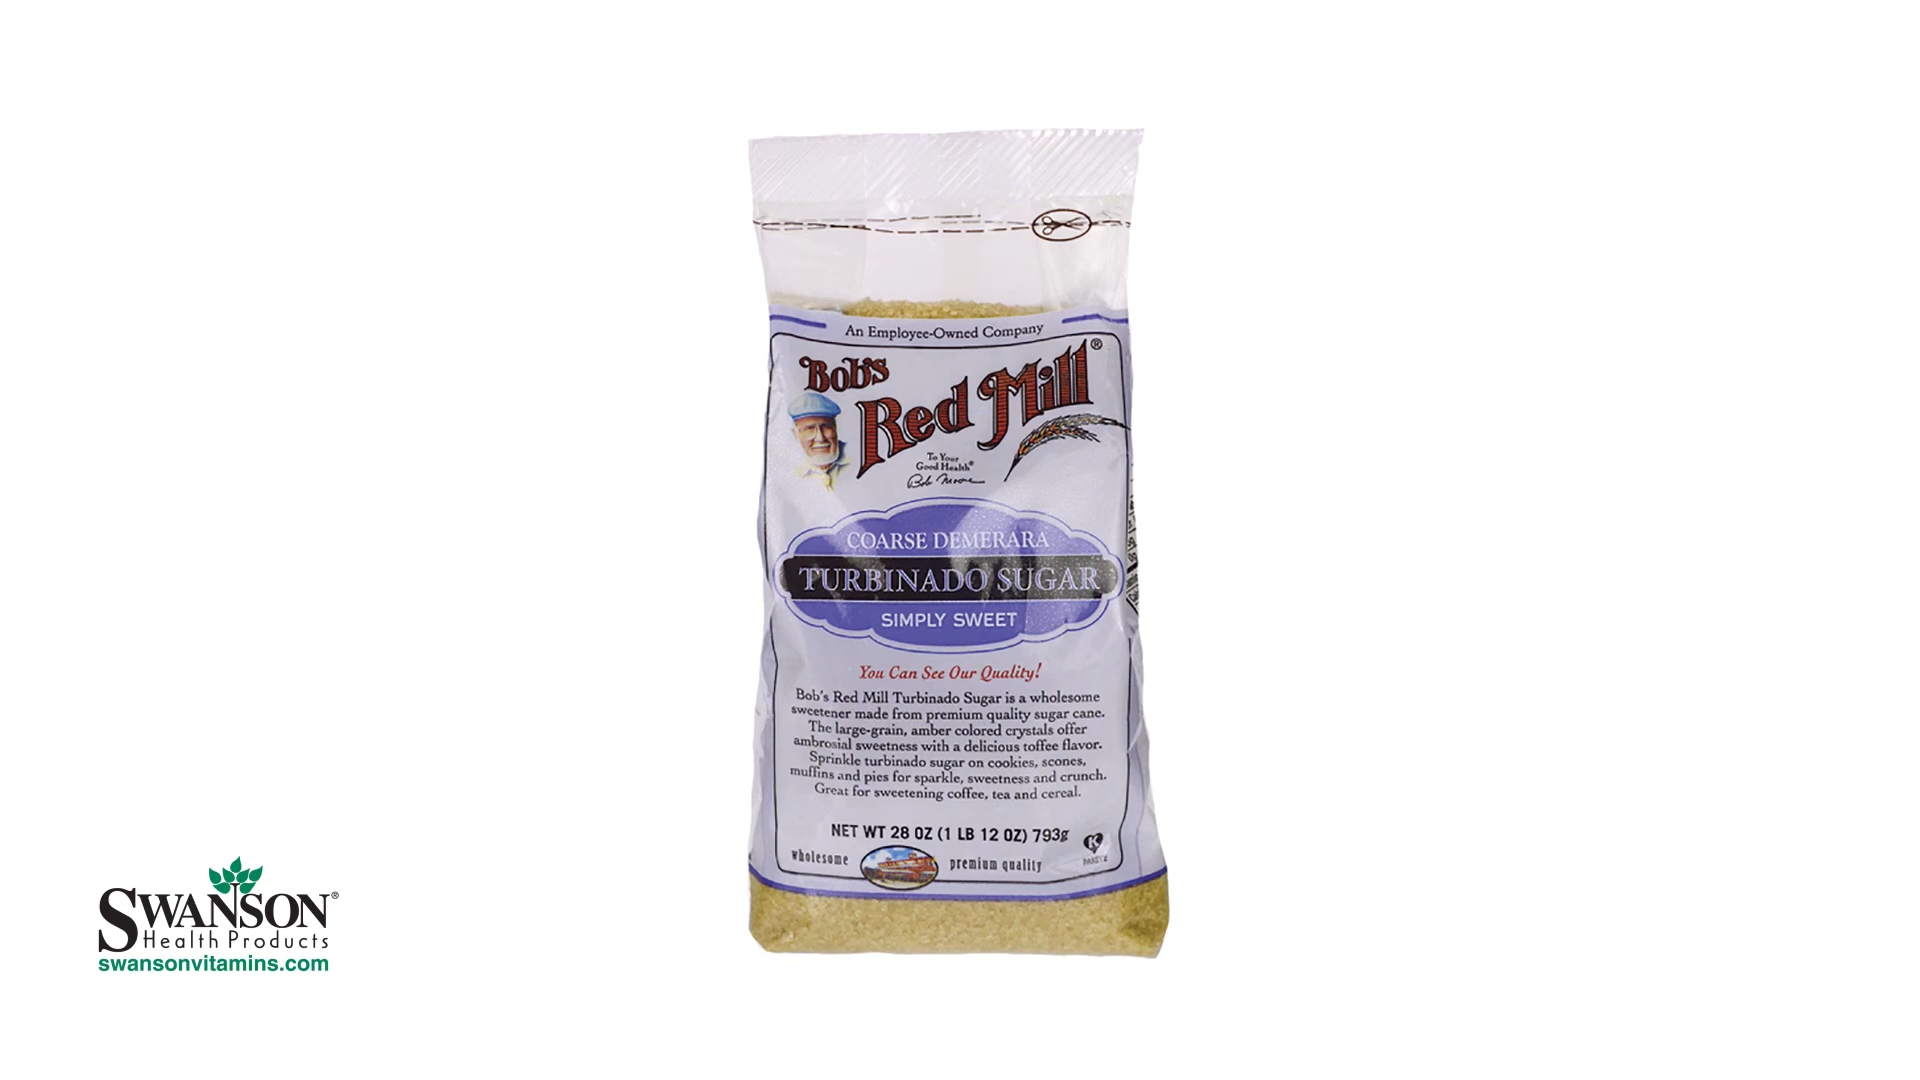 An Employee-Owned Company
Bob's
Red Mill®
To Your
Good Health®
Bob Moore
COARSE DEMERARA
TURBINADO SUGAR
SIMPLY SWEET
You Can See Our Quality!
Bob's Red Mill Turbinado Sugar is a wholesome
sweetener made from premium quality sugar cane.
The large-grain, amber colored crystals offer
ambrosial sweetness with a delicious toffee flavor.
Sprinkle turbinado sugar on cookies, scones,
muffins and pies for sparkle, sweetness and crunch.
Great for sweetening coffee, tea and cereal.
NET WT 28 OZ (1 LB 12 OZ) 793g
K
PAREVE
wholesome premium quality
SWANSON®
Health Products
swansonvitamins.com